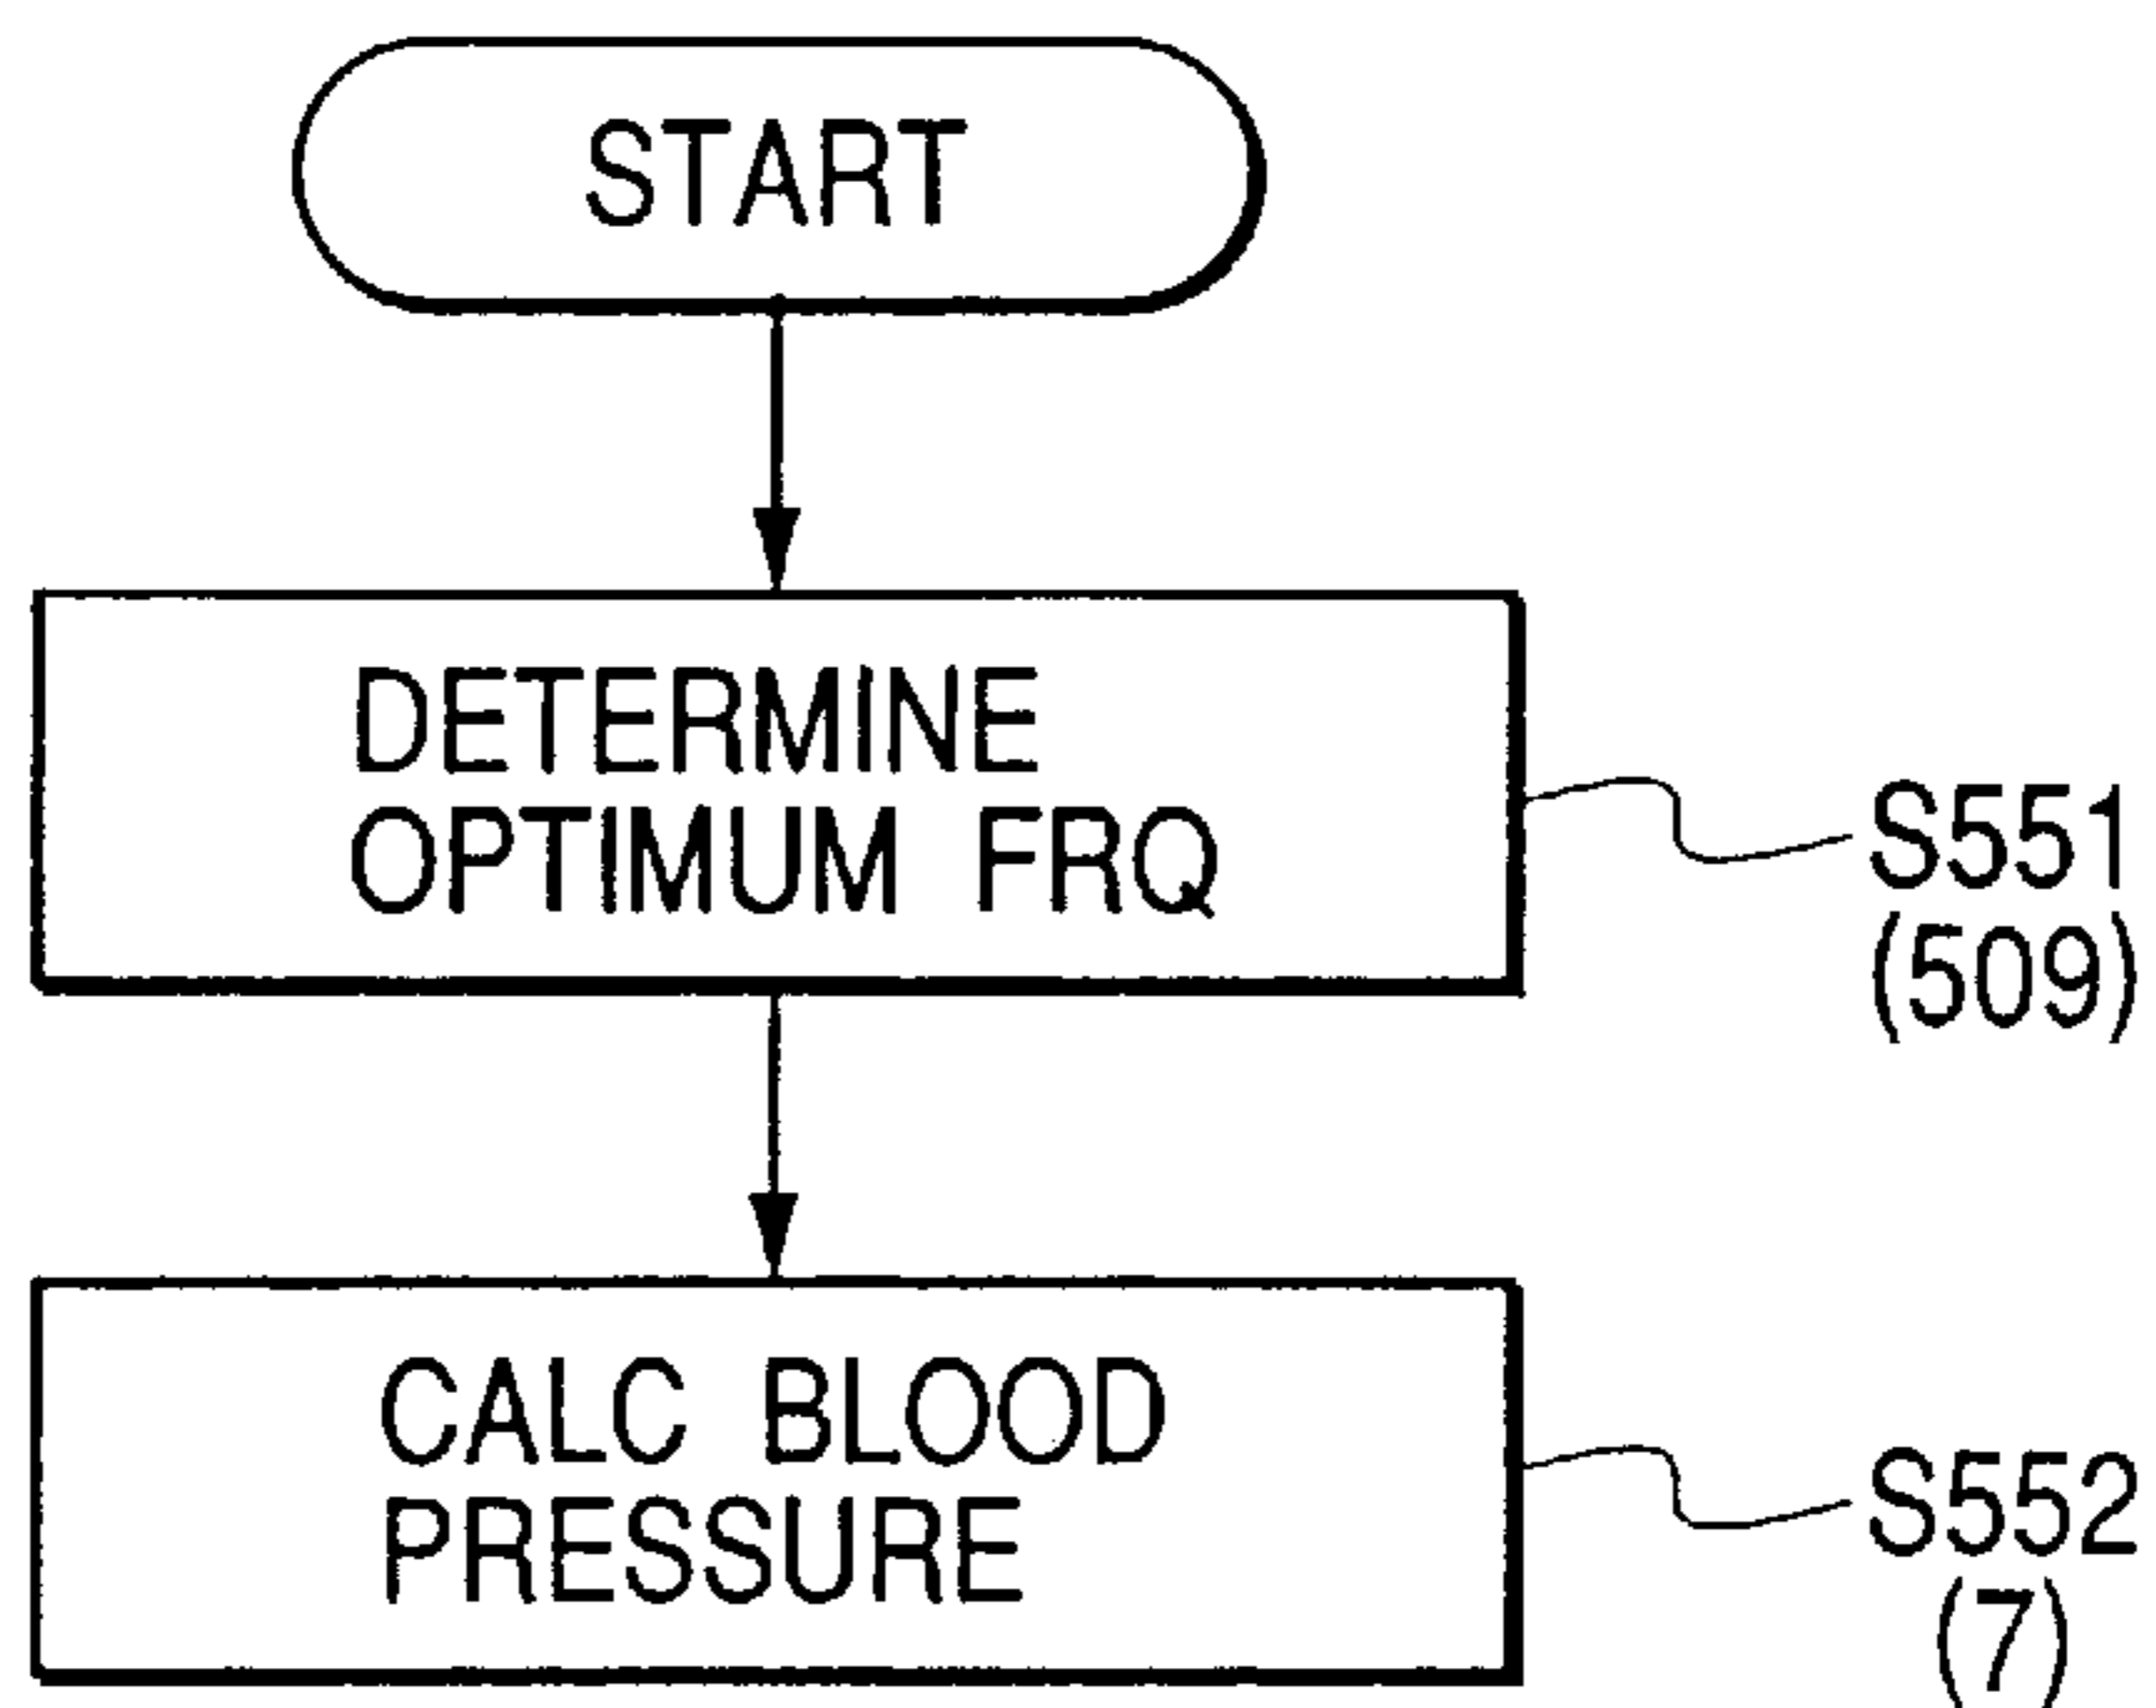 START
DETERMINE
OPTIMUM FRQ
S551
(509)
CALC BLOOD
PRESSURE
S552
(7)